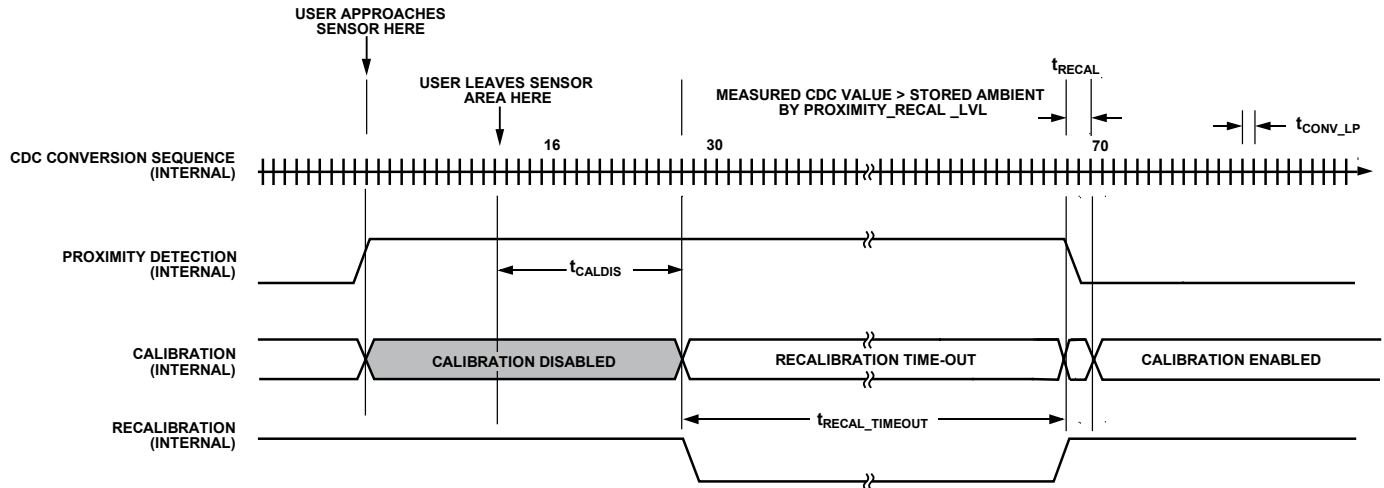 USER APPROACHES
SENSOR HERE
USER LEAVES SENSOR
AREA HERE
MEASURED CDC VALUE > STORED AMBIENT
BY PROXIMITY_RECAL _LVL
tRECAL
tCONV_LP
CDC CONVERSION SEQUENCE
(INTERNAL)
16
30
70
PROXIMITY DETECTION
(INTERNAL)
tCALDIS
CALIBRATION
(INTERNAL)
CALIBRATION DISABLED
RECALIBRATION TIME-OUT
CALIBRATION ENABLED
RECALIBRATION
(INTERNAL)
tRECAL_TIMEOUT